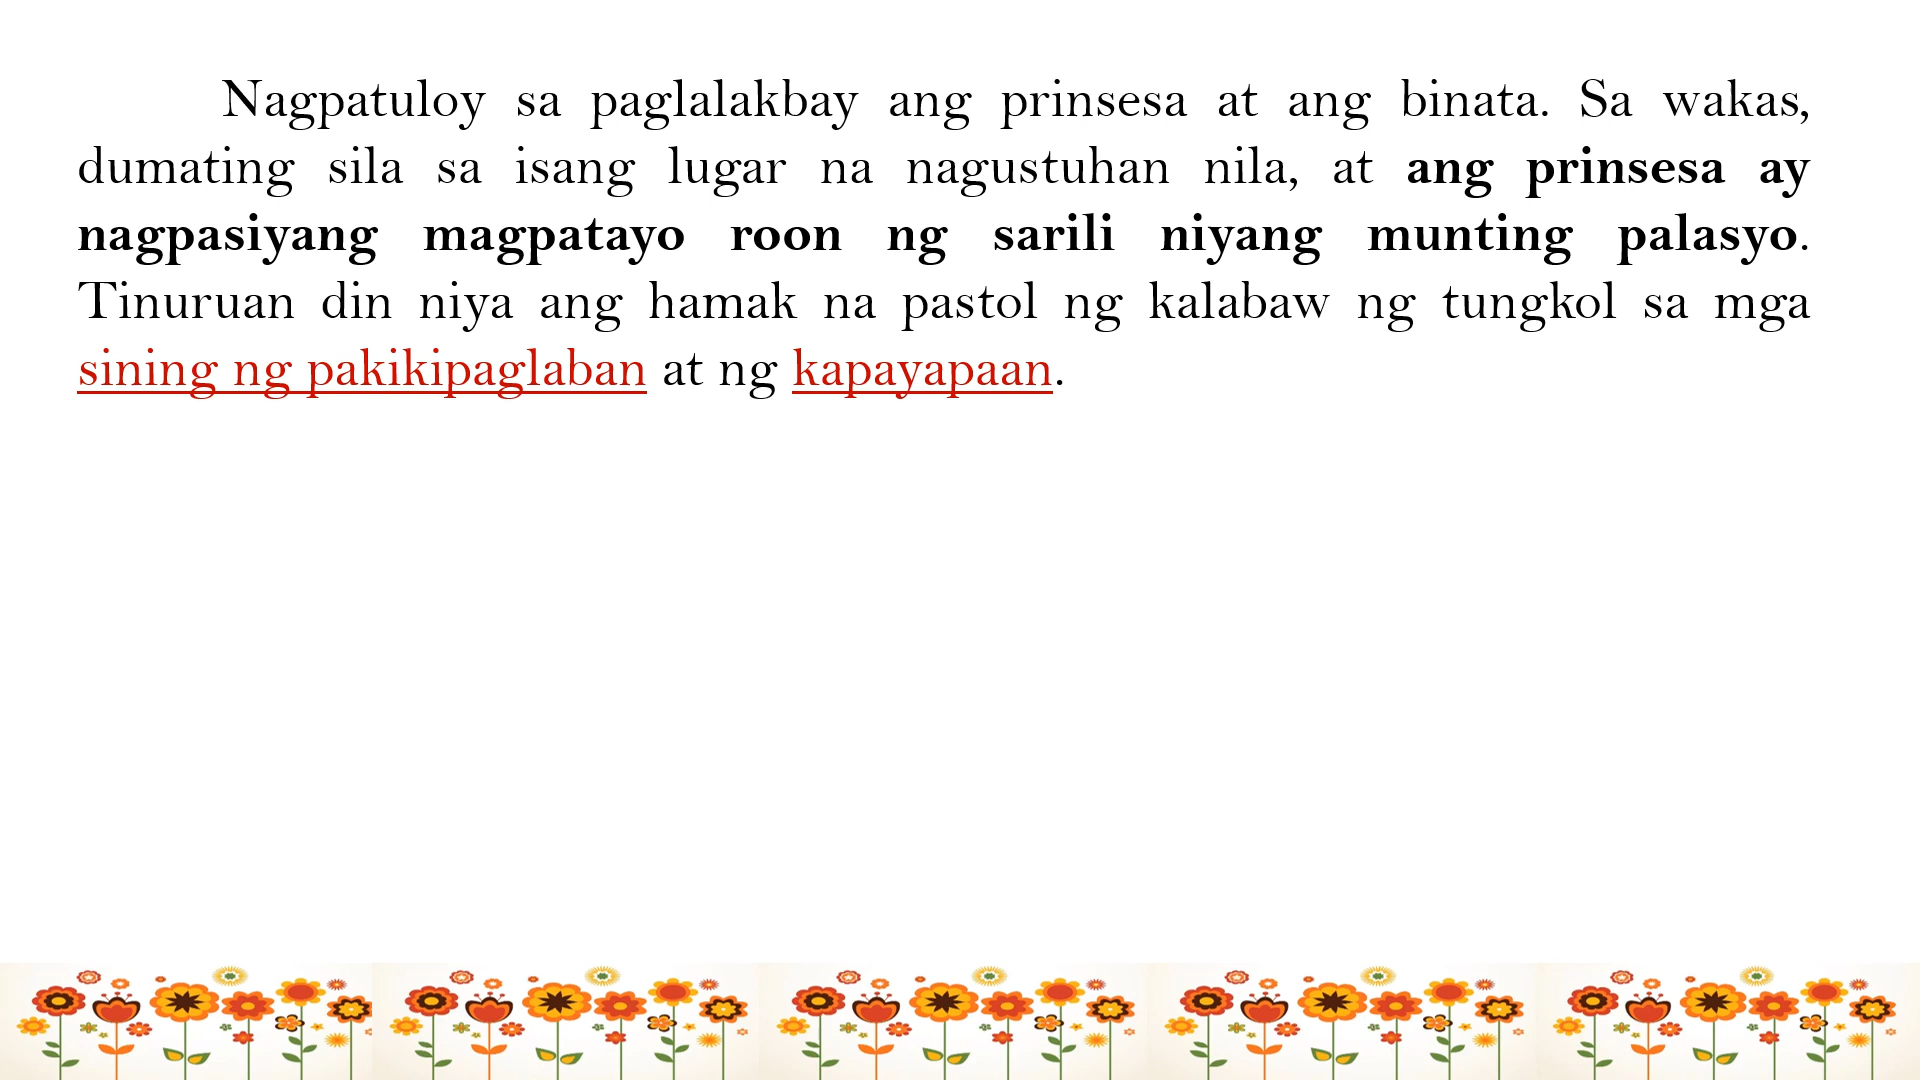 Nagpatuloy sa paglalakbay ang prinsesa at ang binata. Sa wakas,
dumating sila sa isang lugar na nagustuhan nila, at ang prinsesa ay
nagpasiyang magpatayo roon ng sarili niyang munting palasyo.
Tinuruan din niya ang hamak na pastol ng kalabaw ng tungkol sa mga
sining ng pakikipaglaban at ng kapayapaan.